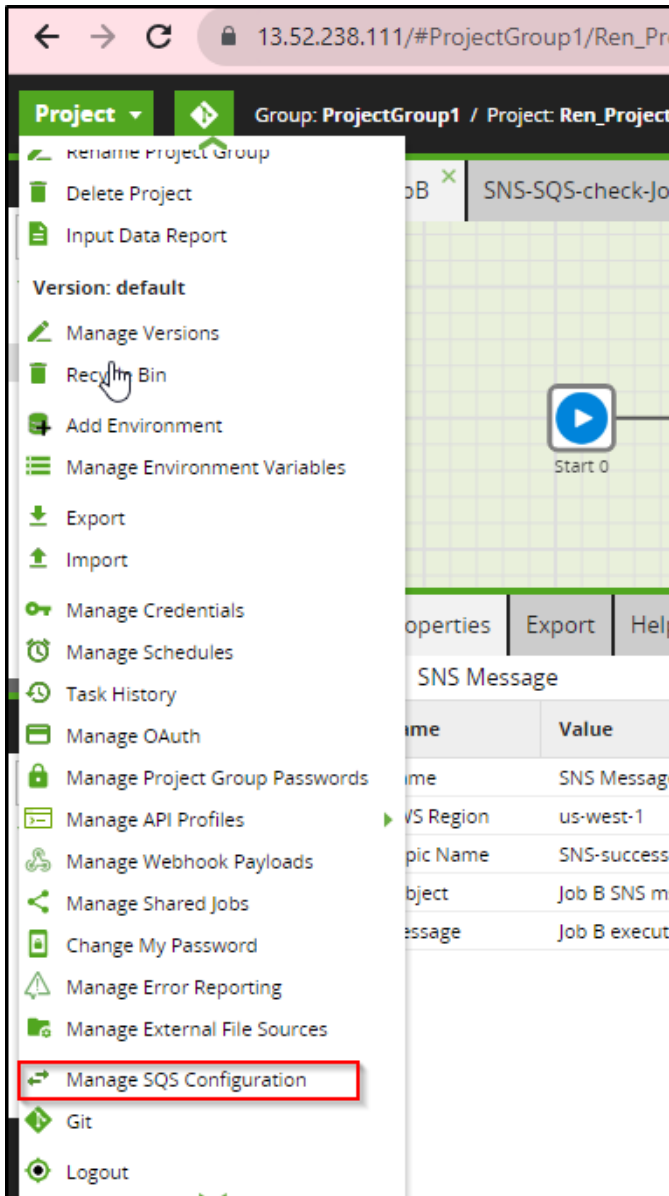 13.52.238.111/#ProjectGroup1/Ren_Pr
Project
Group: ProjectGroup1 / Project: Ren_Project
Rename Project Group
Delete Project
Input Data Report
Version: default
Manage Versions
Bin
Add Environment
Manage Environment Variables
Export
Import
Manage Credentials
Manage Schedules
Task History
Manage OAuth
Manage Project Group Passwords
Manage API Profiles
Manage Webhook Payloads
Manage Shared Jobs
Change My Password
Manage Error Reporting
Manage External File Sources
Manage SQS Configuration
Git
Logout
oB
SNS-SQS-check-Jo
Start 0
operties
Export
Help
SNS Message
ame Value
me SNS Message
WS Region us-west-1
pic Name SNS-success
bject Job B SNS m
essage Job B execut